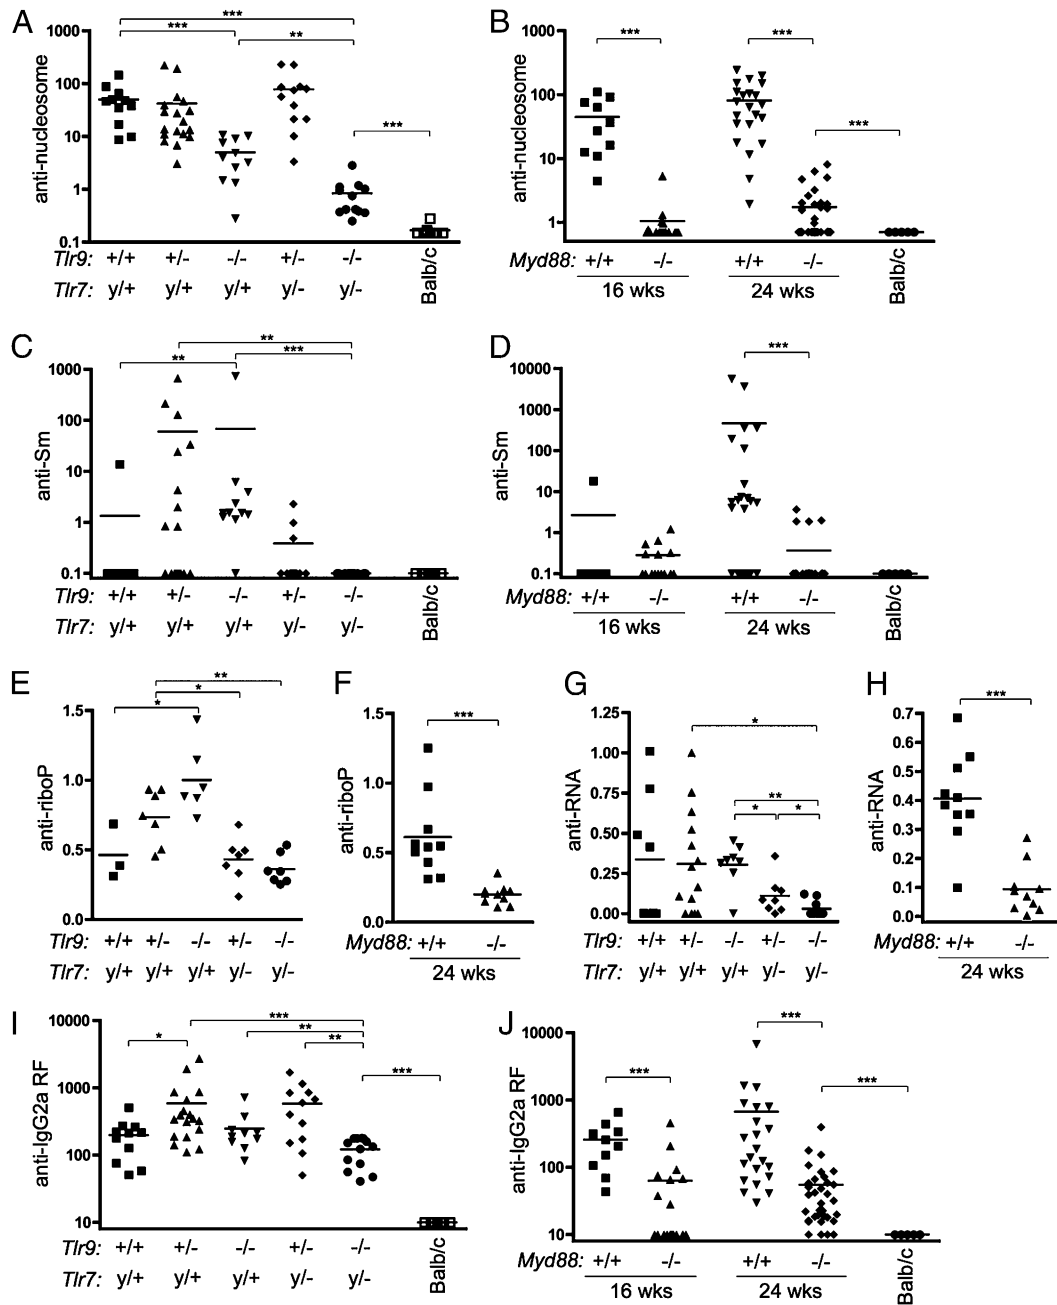 A
anti-nucleosome
1000
100
10
1
0.1
***
***
**
***
Tlr9: +/+ +/- -/- +/- -/-
Tlr7: y/+ y/+ y/+ y/- y/-
Balb/c
B
anti-nucleosome
1000
100
10
1
***
***
***
Myd88: +/+ -/- +/+ -/-
16 wks 24 wks
Balb/c
C
anti-Sm
1000
100
10
1
0.1
**
***
**
Tlr9: +/+ +/- -/- +/- -/-
Tlr7: y/+ y/+ y/+ y/- y/-
Balb/c
D
anti-Sm
10000
1000
100
10
1
0.1
***
Myd88: +/+ -/- +/+ -/-
16 wks 24 wks
Balb/c
E
anti-riboP
1.5
1.0
0.5
0.0
**
*
*
Tlr9: +/+ +/- -/- +/- -/-
Tlr7: y/+ y/+ y/+ y/- y/-
F
anti-riboP
1.5
1.0
0.5
0.0
***
Myd88: +/+ -/-
24 wks
G
anti-RNA
1.25
1.00
0.75
0.50
0.25
0.00
*
**
* *
Tlr9: +/+ +/- -/- +/- -/-
Tlr7: y/+ y/+ y/+ y/- y/-
H
anti-RNA
0.7
0.6
0.5
0.4
0.3
0.2
0.1
0.0
***
Myd88: +/+ -/-
24 wks
I
anti-IgG2a RF
10000
1000
100
10
***
**
**
*
***
Tlr9: +/+ +/- -/- +/- -/-
Tlr7: y/+ y/+ y/+ y/- y/-
Balb/c
J
anti-IgG2a RF
10000
1000
100
10
***
***
***
Myd88: +/+ -/- +/+ -/-
16 wks 24 wks
Balb/c